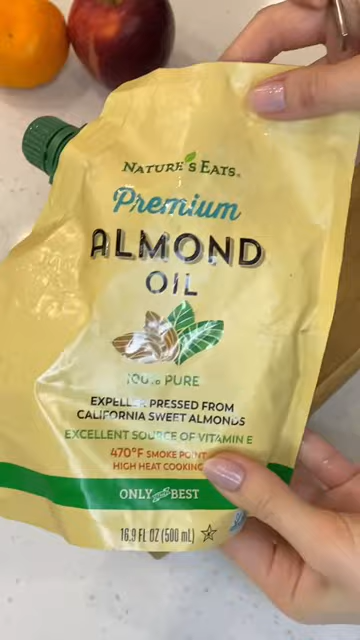 NATURE'S EATS
Premium
ALMOND
OIL
100% PURE
EXPELLER PRESSED FROM
CALIFORNIA SWEET ALMONDS
EXCELLENT SOURCE OF VITAMIN E
470°F SMOKE POINT
HIGH HEAT COOKING
ONLY the BEST
16.9 FL OZ (500 mL)